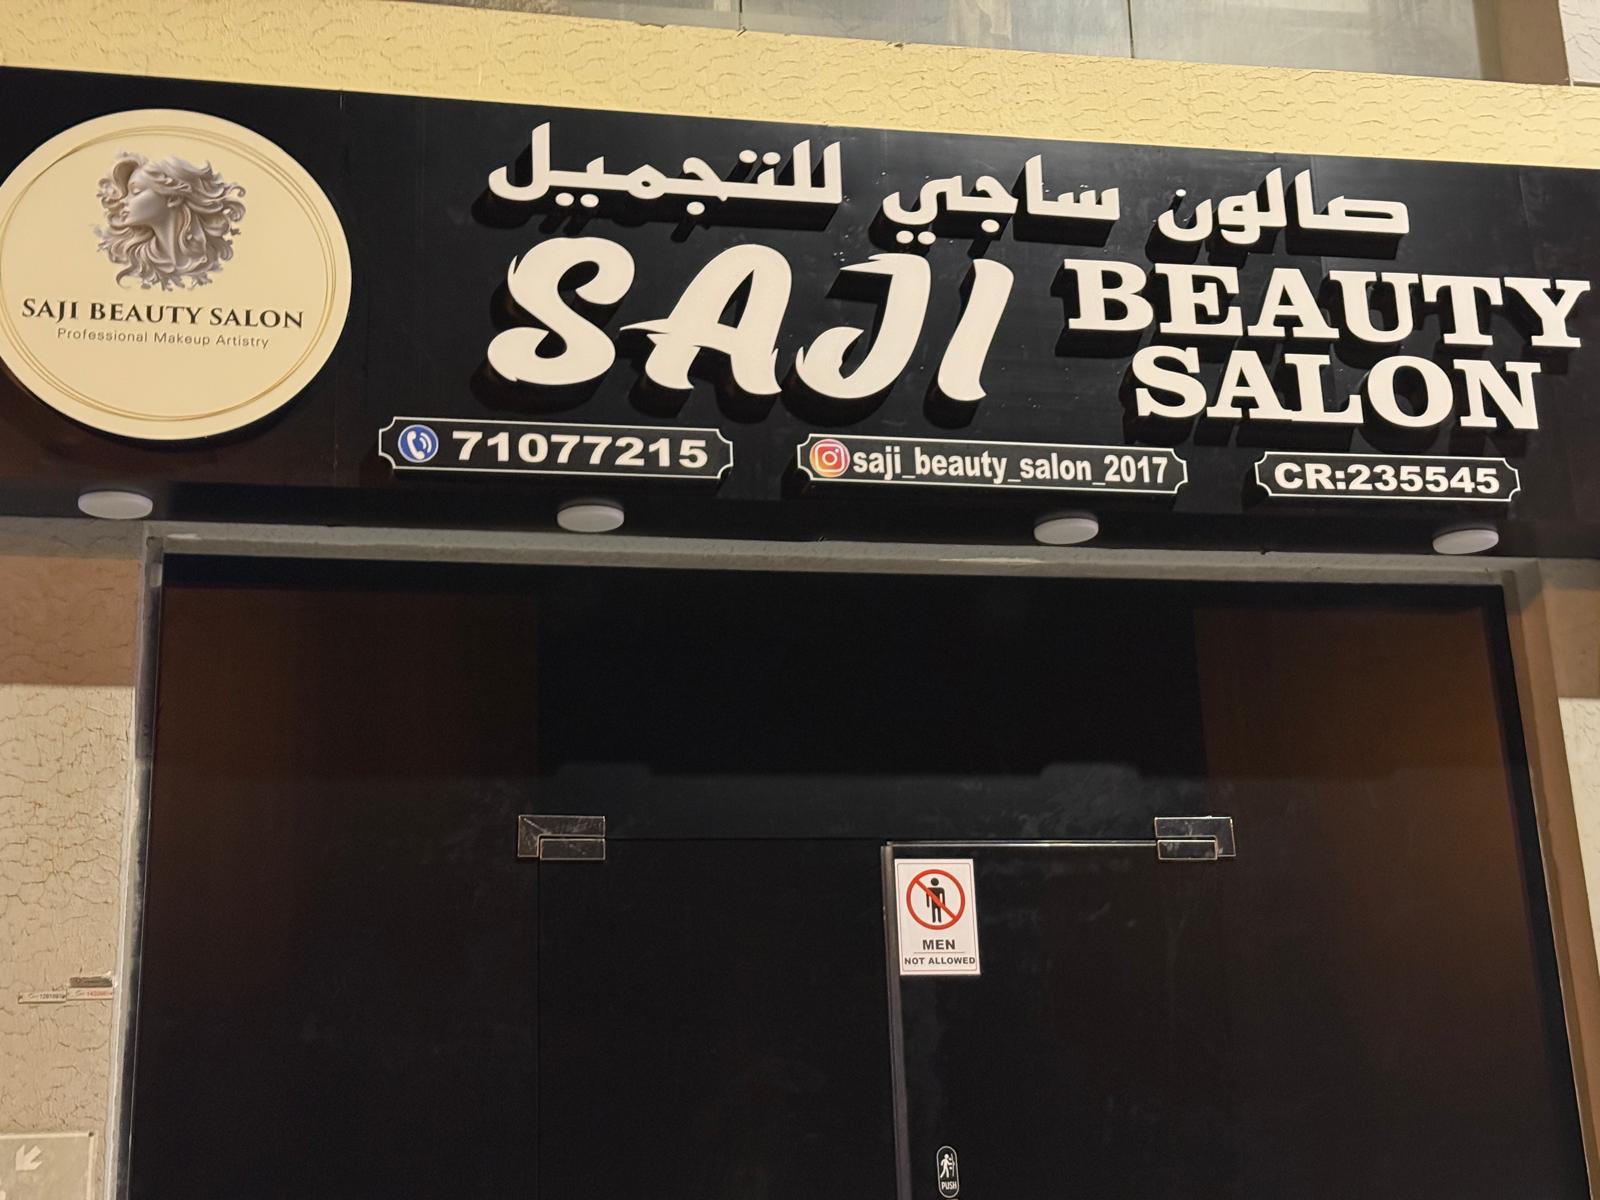 صالون ساجي للتجميل
SAJI BEAUTY SALON
SAJI BEAUTY SALON
Professional Makeup Artistry
71077215
saji_beauty_salon_2017
CR:235545
MEN
NOT ALLOWED
PUSH